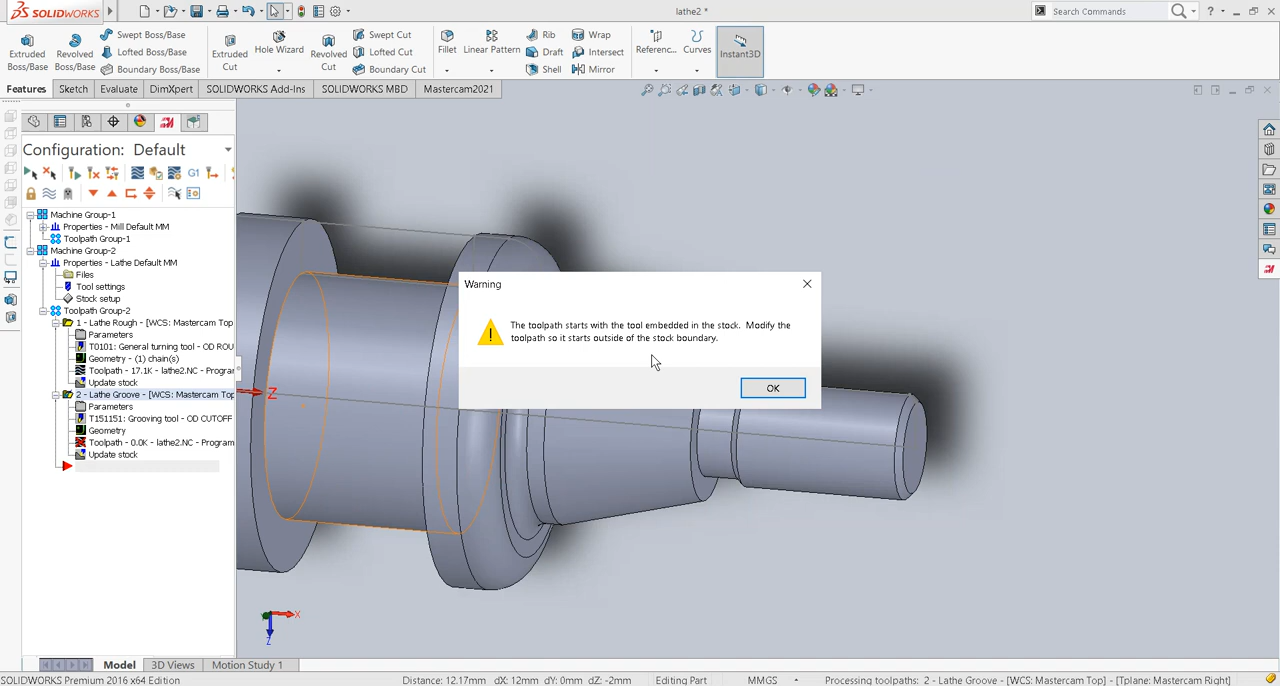 SOLIDWORKS
lathe2 *
Search Commands
?
Extruded Boss/Base
Revolved Boss/Base
Swept Boss/Base
Lofted Boss/Base
Boundary Boss/Base
Extruded Cut
Hole Wizard
Revolved Cut
Swept Cut
Lofted Cut
Boundary Cut
Fillet
Linear Pattern
Rib
Draft
Shell
Wrap
Intersect
Mirror
Referenc...
Curves
Instant3D
Features
Sketch
Evaluate
DimXpert
SOLIDWORKS Add-Ins
SOLIDWORKS MBD
Mastercam2021
Configuration: Default
G1
Machine Group-1
Properties - Mill Default MM
Toolpath Group-1
Machine Group-2
Properties - Lathe Default MM
Files
Tool settings
Stock setup
Toolpath Group-2
1 - Lathe Rough - [WCS: Mastercam Top
Parameters
T0101: General turning tool - OD ROU
Geometry - (1) chain(s)
Toolpath - 17.1K - lathe2.NC - Program
Update stock
2 - Lathe Groove - [WCS: Mastercam Top
Parameters
T151151: Grooving tool - OD CUTOFF
Geometry
Toolpath - 0.0K - lathe2.NC - Program
Update stock
Z
Warning
The toolpath starts with the tool embedded in the stock. Modify the
toolpath so it starts outside of the stock boundary.
OK
X
Z
Model
3D Views
Motion Study 1
SOLIDWORKS Premium 2016 x64 Edition
Distance: 12.17mm dX: 12mm dY: 0mm dZ: -2mm
Editing Part
MMGS
Processing toolpaths: 2 - Lathe Groove - [WCS: Mastercam Top] - [Tplane: Mastercam Right]